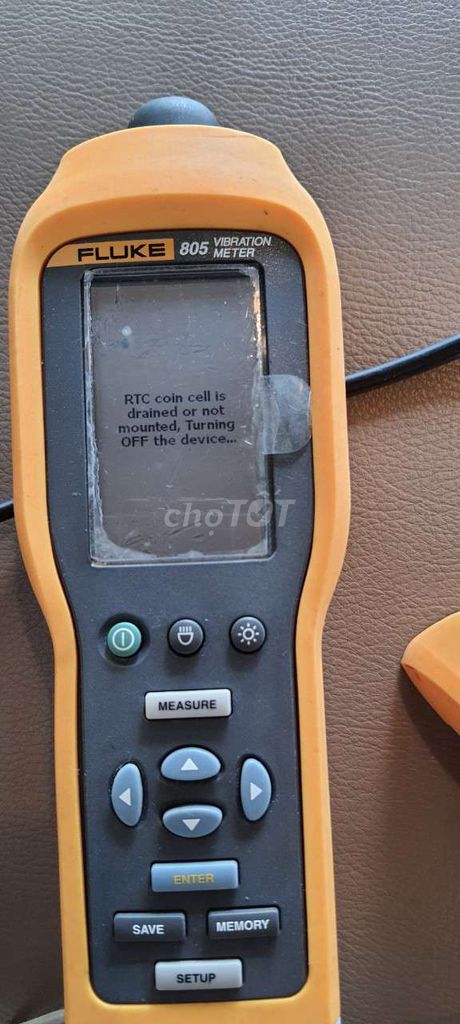 FLUKE 805 VIBRATION METER
RTC coin cell is
drained or not
mounted, Turning
OFF the device...
chợTỐT
MEASURE
ENTER
SAVE
MEMORY
SETUP